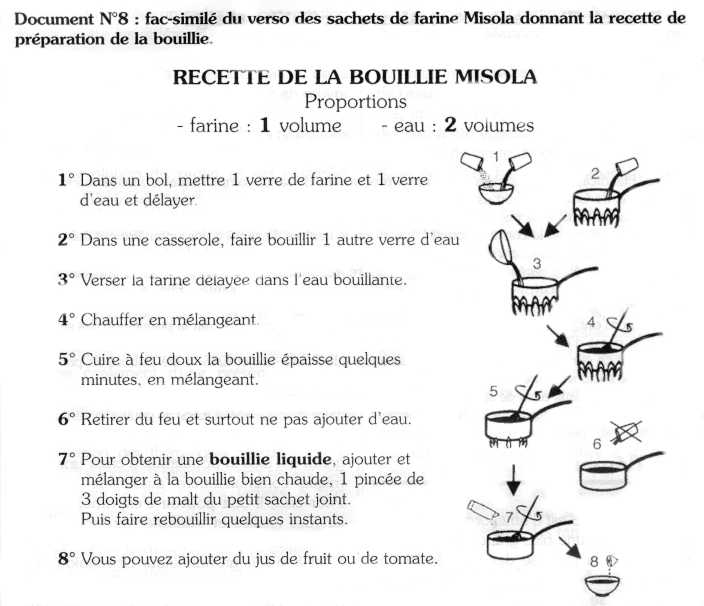 Document N°8 : fac-similé du verso des sachets de farine Misola donnant la recette de
préparation de la bouillie.
RECETTE DE LA BOUILLIE MISOLA
Proportions
- farine : 1 volume - eau : 2 volumes
1° Dans un bol, mettre 1 verre de farine et 1 verre
d'eau et délayer.
2° Dans une casserole, faire bouillir 1 autre verre d'eau
3° Verser la farine délayée dans l'eau bouillante.
4° Chauffer en mélangeant.
5° Cuire à feu doux la bouillie épaisse quelques
minutes, en mélangeant.
6° Retirer du feu et surtout ne pas ajouter d'eau.
7° Pour obtenir une bouillie liquide, ajouter et
mélanger à la bouillie bien chaude, 1 pincée de
3 doigts de malt du petit sachet joint.
Puis faire rebouillir quelques instants.
8° Vous pouvez ajouter du jus de fruit ou de tomate.
1
2
3
4
5
6
7
8